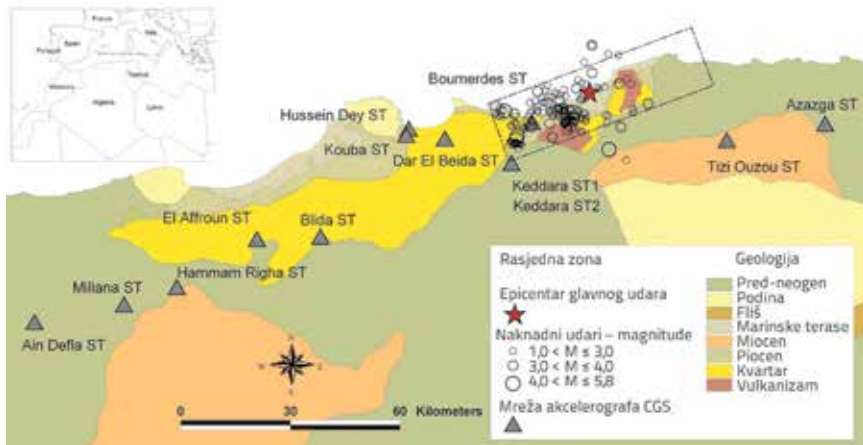 France
Italy
Portugal
Spain
Tunisia
Morocco
Algeria
Libya
Boumerdes ST
Hussein Dey ST
Kouba ST
Dar El Beida ST
Azazga ST
Tizi Ouzou ST
Keddara ST1
Keddara ST2
El Affroun ST
Blida ST
Hammam Righa ST
Miliana ST
Ain Defla ST
0 30 60 Kilometers
Rasjedna zona
Epicentar glavnog udara
Naknadni udari – magnitude
1,0 < M ≤ 3,0
3,0 < M ≤ 4,0
4,0 < M ≤ 5,8
Mreža akcelerografa CGS
Geologija
Pred-neogen
Podina
Fliš
Marinske terase
Miocen
Piocen
Kvartar
Vulkanizam